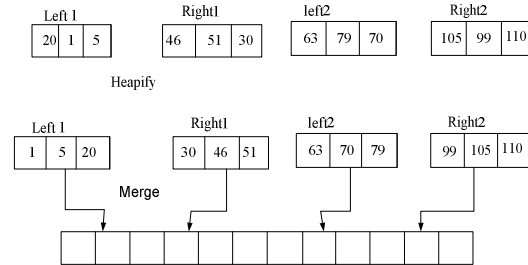 Left 1 Right1 left2 Right2
20 1 5 46 51 30 63 79 70 105 99 110
Heapify
Left 1 Right1 left2 Right2
1 5 20 30 46 51 63 70 79 99 105 110
Merge